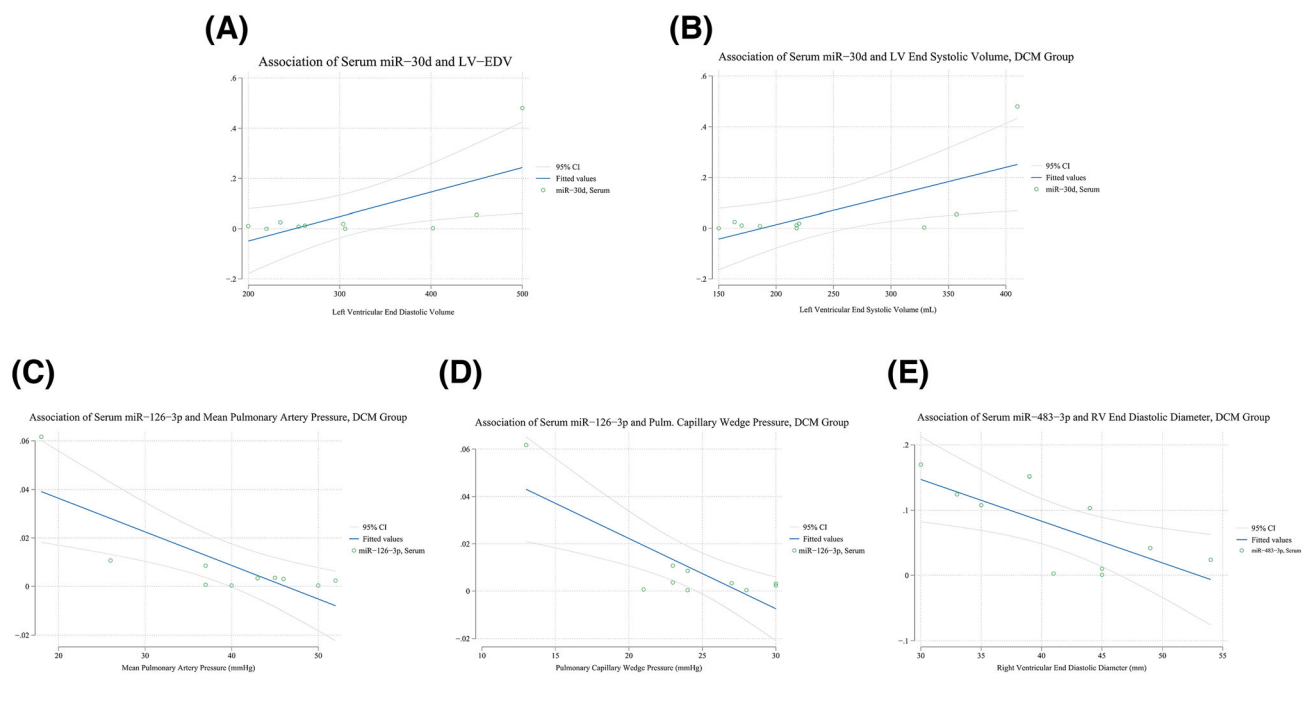 (A)
Association of Serum miR−30d and LV−EDV
.6
.4
.2
0
−.2
200
300
400
500
Left Ventricular End Diastolic Volume
95% CI
Fitted values
miR−30d, Serum
(B)
Association of Serum miR−30d and LV End Systolic Volume, DCM Group
.6
.4
.2
0
−.2
150
200
250
300
350
400
Left Ventricular End Systolic Volume (mL)
95% CI
Fitted values
miR−30d, Serum
(C)
Association of Serum miR−126−3p and Mean Pulmonary Artery Pressure, DCM Group
.06
.04
.02
0
−.02
20
30
40
50
Mean Pulmonary Artery Pressure (mmHg)
95% CI
Fitted values
miR−126−3p, Serum
(D)
Association of Serum miR−126−3p and Pulm. Capillary Wedge Pressure, DCM Group
.06
.04
.02
0
−.02
10
15
20
25
30
Pulmonary Capillary Wedge Pressure (mmHg)
95% CI
Fitted values
miR−126−3p, Serum
(E)
Association of Serum miR−483−3p and RV End Diastolic Diameter, DCM Group
.2
.1
0
−.1
30
35
40
45
50
55
Right Ventricular End Diastolic Diameter (mm)
95% CI
Fitted values
miR−483−3p, Serum